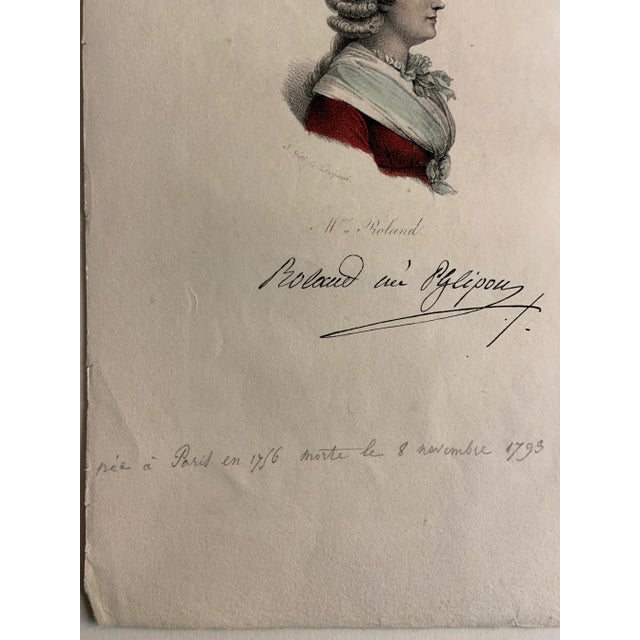 Mme. Roland.
Roland née Phlipon
née à Paris en 1756 morte le 8 novembre 1793